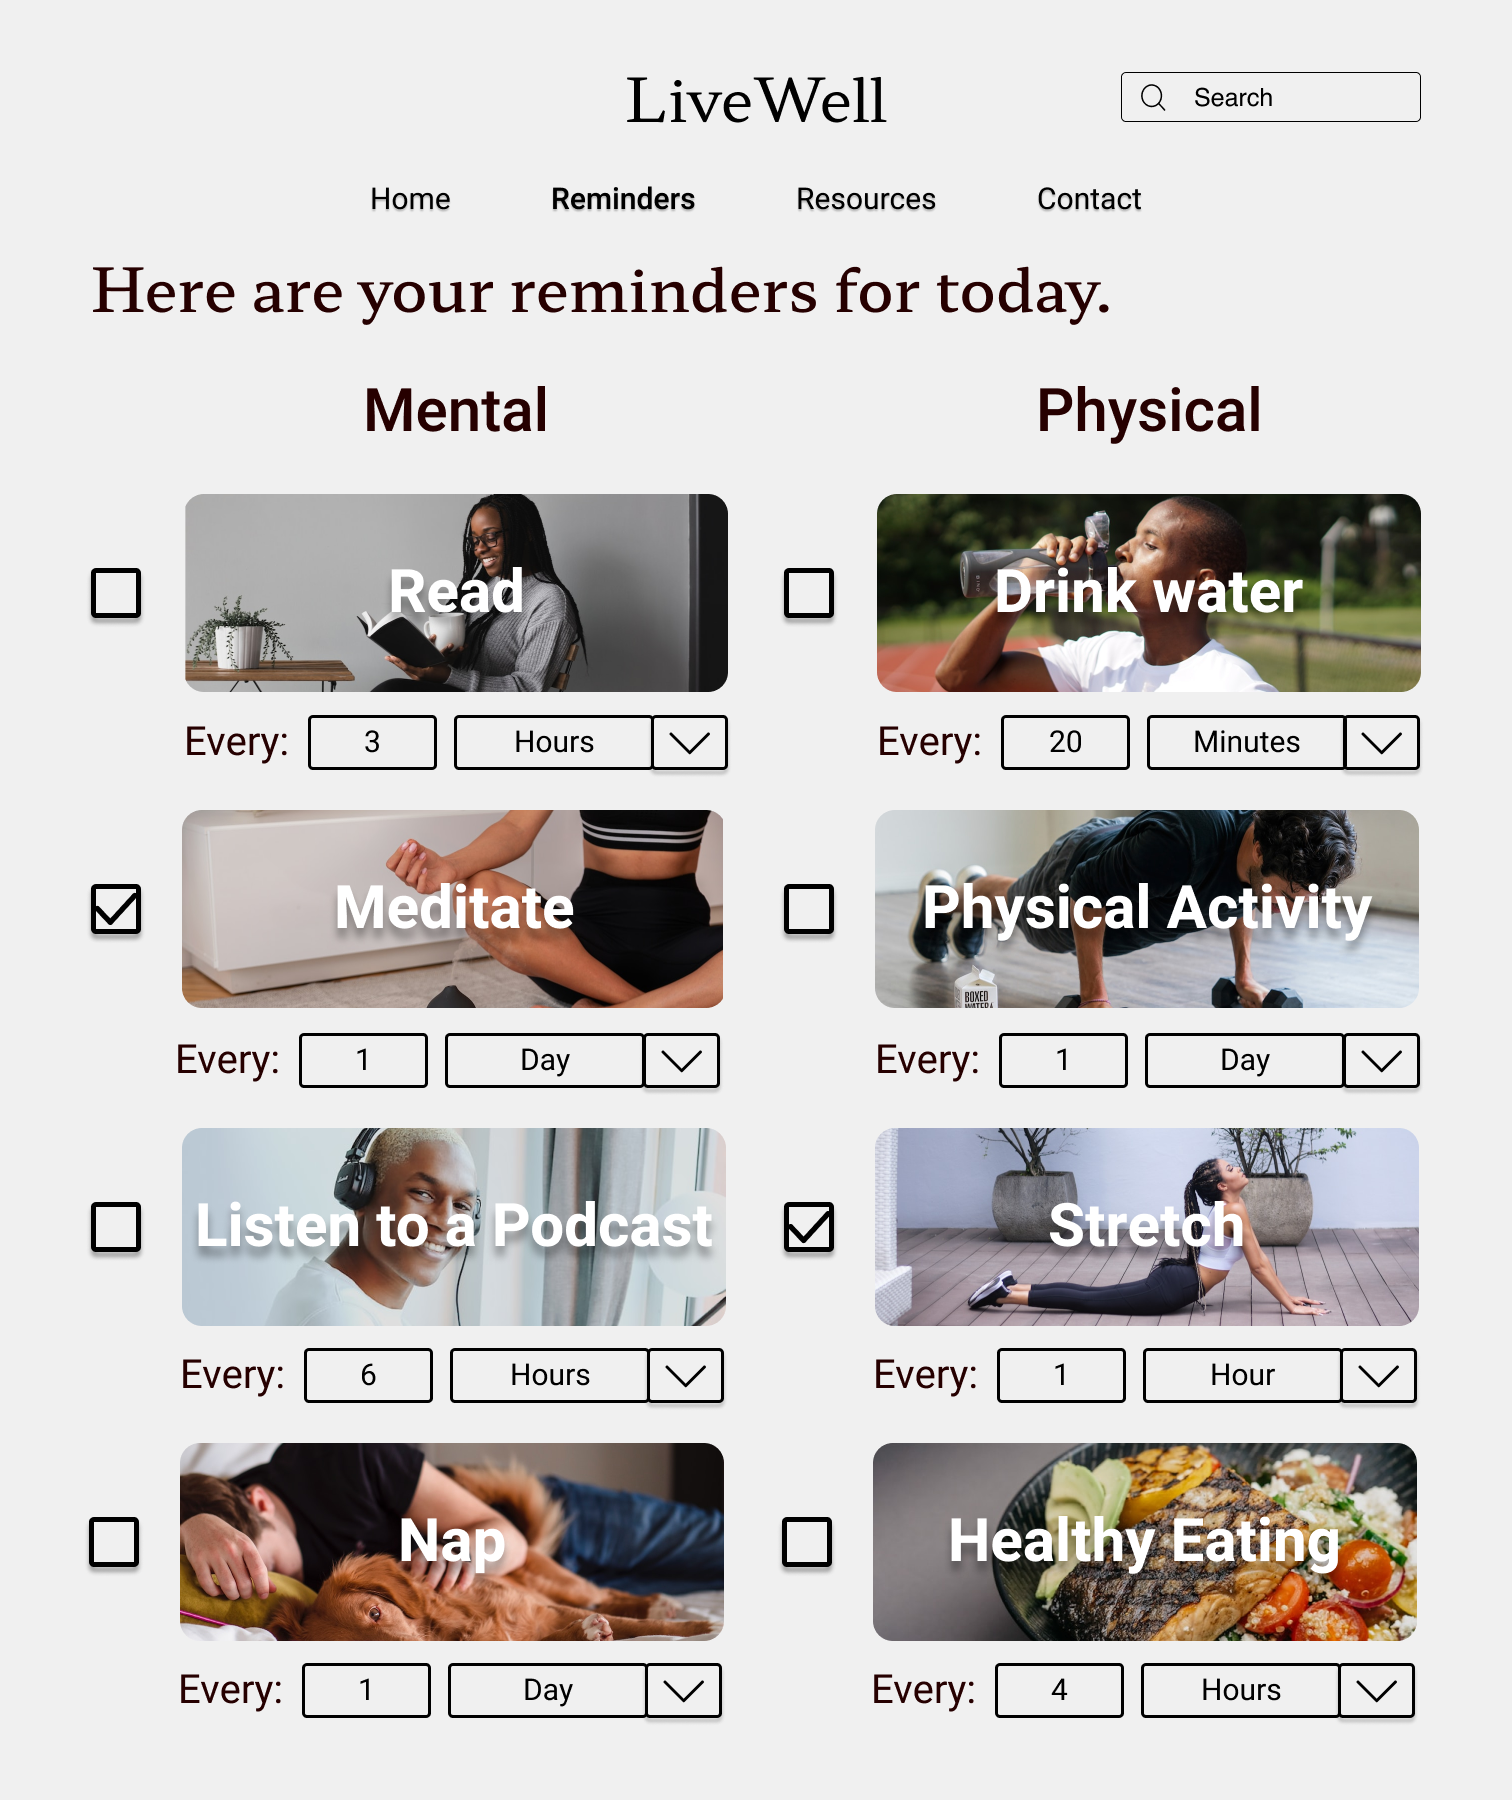 LiveWell
Search
Home Reminders Resources Contact
Here are your reminders for today.
Mental
Physical
Read
Drink water
Every: 3 Hours
Every: 20 Minutes
Meditate
Physical Activity
BOXED
WATER
Every: 1 Day
Every: 1 Day
Listen to a Podcast
Stretch
Every: 6 Hours
Every: 1 Hour
Nap
Healthy Eating
Every: 1 Day
Every: 4 Hours